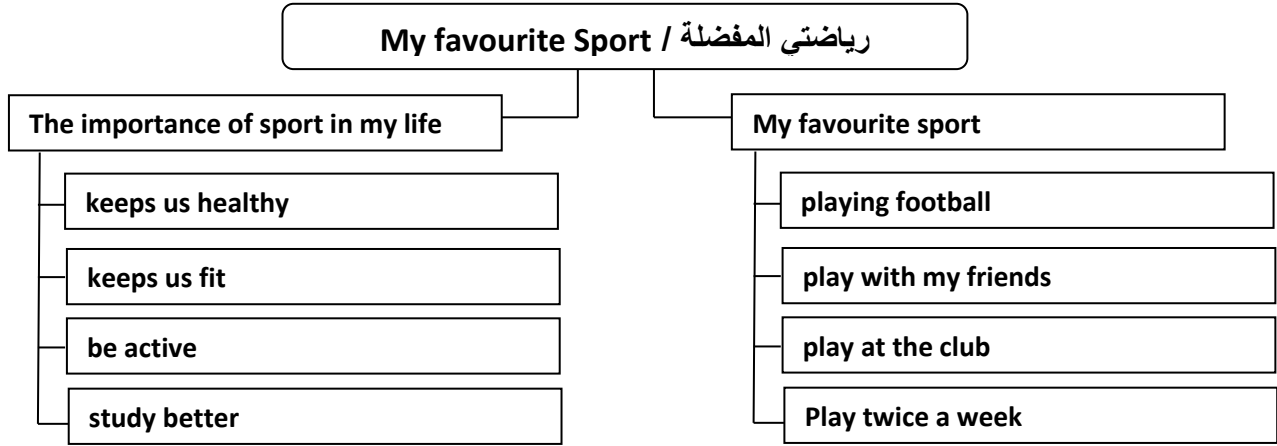 My favourite Sport / رياضتي المفضلة
The importance of sport in my life
keeps us healthy
keeps us fit
be active
study better
My favourite sport
playing football
play with my friends
play at the club
Play twice a week